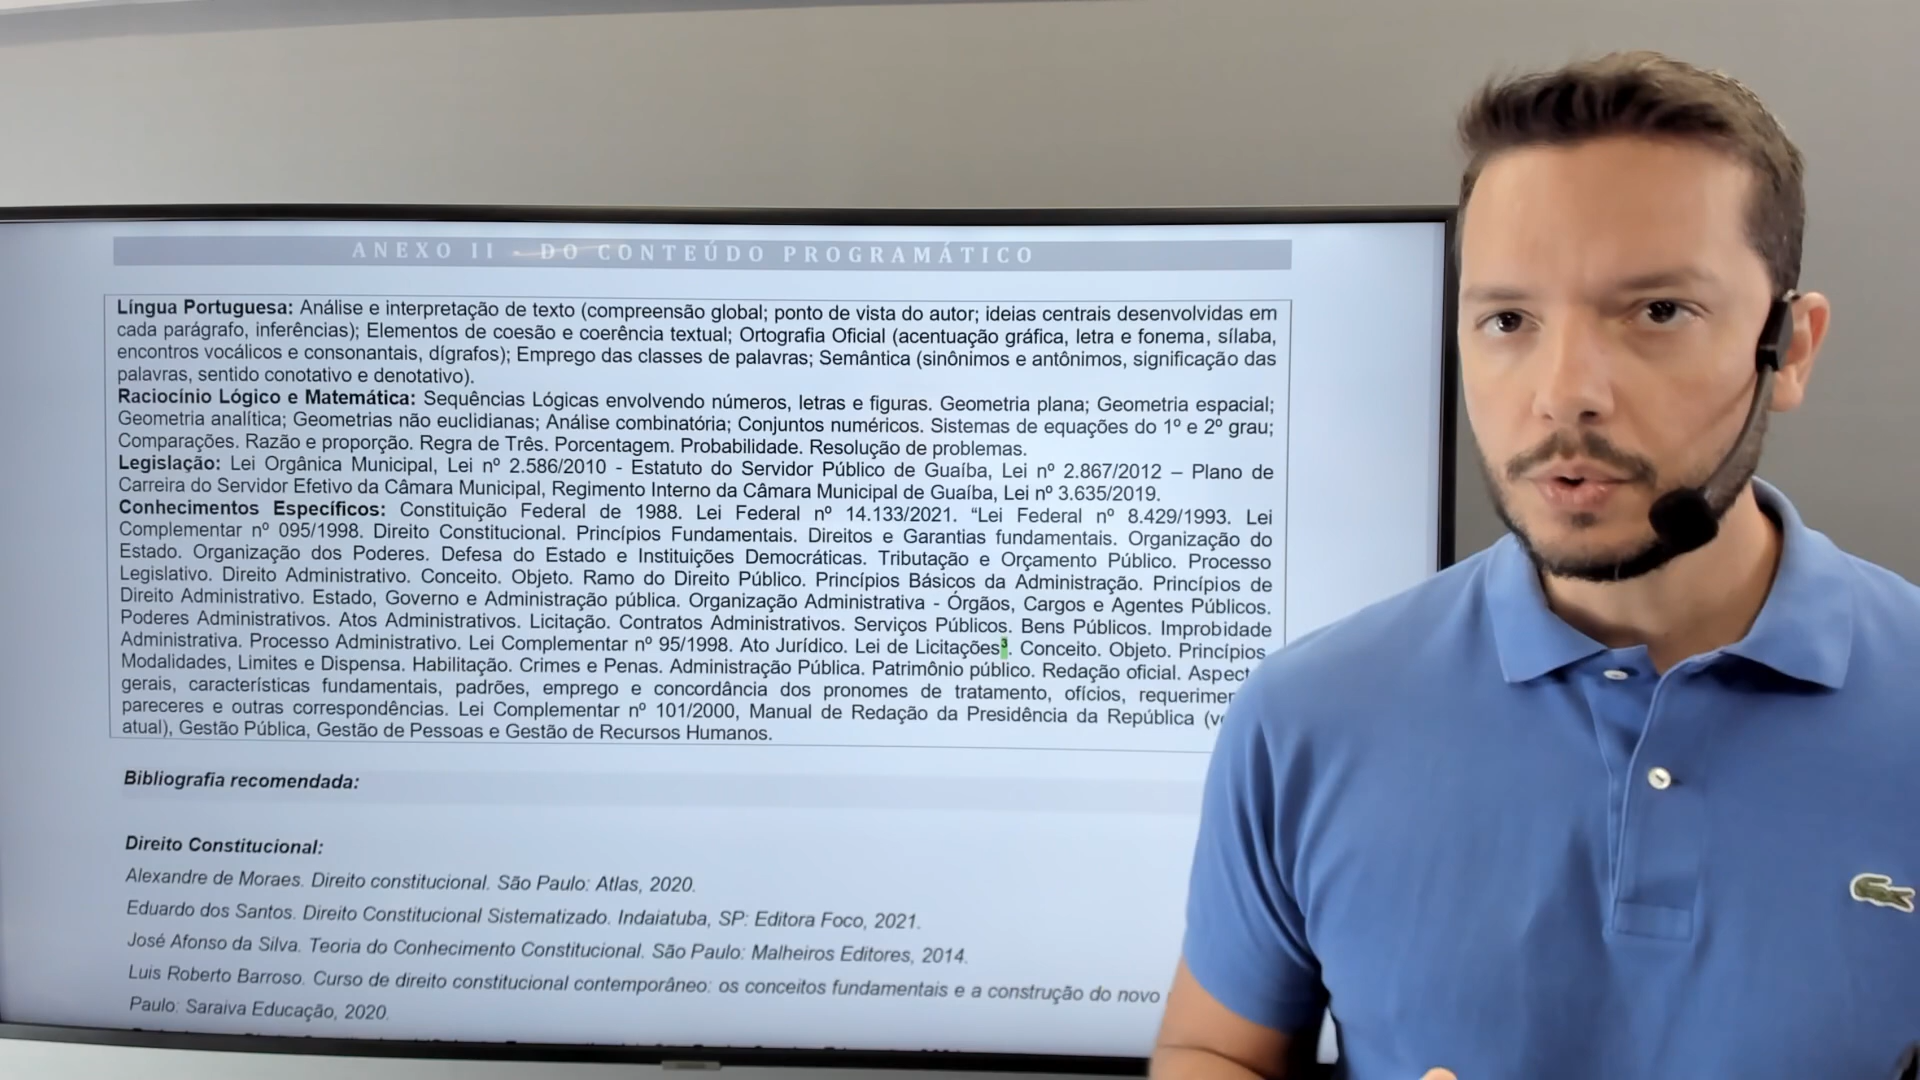 ANEXO II - DO CONTEÚDO PROGRAMÁTICO
Língua Portuguesa: Análise e interpretação de texto (compreensão global; ponto de vista do autor; ideias centrais desenvolvidas em
cada parágrafo, inferências); Elementos de coesão e coerência textual; Ortografia Oficial (acentuação gráfica, letra e fonema, sílaba,
encontros vocálicos e consonantais, dígrafos); Emprego das classes de palavras; Semântica (sinônimos e antônimos, significação das
palavras, sentido conotativo e denotativo).
Raciocínio Lógico e Matemática: Sequências Lógicas envolvendo números, letras e figuras. Geometria plana; Geometria espacial;
Geometria analítica; Geometrias não euclidianas; Análise combinatória; Conjuntos numéricos. Sistemas de equações do 1º e 2º grau;
Comparações. Razão e proporção. Regra de Três. Porcentagem. Probabilidade. Resolução de problemas.
Legislação: Lei Orgânica Municipal, Lei nº 2.586/2010 - Estatuto do Servidor Público de Guaíba, Lei nº 2.867/2012 – Plano de
Carreira do Servidor Efetivo da Câmara Municipal, Regimento Interno da Câmara Municipal de Guaíba, Lei nº 3.635/2019.
Conhecimentos Específicos: Constituição Federal de 1988. Lei Federal nº 14.133/2021. “Lei Federal nº 8.429/1993. Lei
Complementar nº 095/1998. Direito Constitucional. Princípios Fundamentais. Direitos e Garantias fundamentais. Organização do
Estado. Organização dos Poderes. Defesa do Estado e Instituições Democráticas. Tributação e Orçamento Público. Processo
Legislativo. Direito Administrativo. Conceito. Objeto. Ramo do Direito Público. Princípios Básicos da Administração. Princípios de
Direito Administrativo. Estado, Governo e Administração pública. Organização Administrativa - Órgãos, Cargos e Agentes Públicos.
Poderes Administrativos. Atos Administrativos. Licitação. Contratos Administrativos. Serviços Públicos. Bens Públicos. Improbidade
Administrativa. Processo Administrativo. Lei Complementar nº 95/1998. Ato Jurídico. Lei de Licitações³. Conceito. Objeto. Princípios
Modalidades, Limites e Dispensa. Habilitação. Crimes e Penas. Administração Pública. Patrimônio público. Redação oficial. Aspect
gerais, características fundamentais, padrões, emprego e concordância dos pronomes de tratamento, ofícios, requerimen
pareceres e outras correspondências. Lei Complementar nº 101/2000, Manual de Redação da Presidência da República (v
atual), Gestão Pública, Gestão de Pessoas e Gestão de Recursos Humanos.
Bibliografia recomendada:
Direito Constitucional:
Alexandre de Moraes. Direito constitucional. São Paulo: Atlas, 2020.
Eduardo dos Santos. Direito Constitucional Sistematizado. Indaiatuba, SP: Editora Foco, 2021.
José Afonso da Silva. Teoria do Conhecimento Constitucional. São Paulo: Malheiros Editores, 2014.
Luis Roberto Barroso. Curso de direito constitucional contemporâneo: os conceitos fundamentais e a construção do novo
Paulo: Saraiva Educação, 2020.